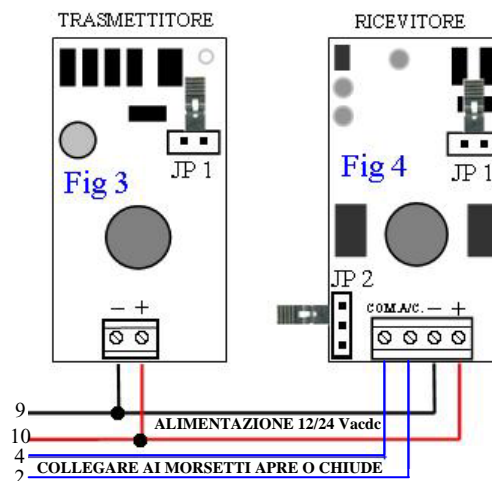 TRASMETTITORE
RICEVITORE
JP 1
Fig 3
JP 1
Fig 4
JP 2
COM.A/C. - +
- +
9
ALIMENTAZIONE 12/24 Vacdc
10
4
COLLEGARE AI MORSETTI APRE O CHIUDE
2